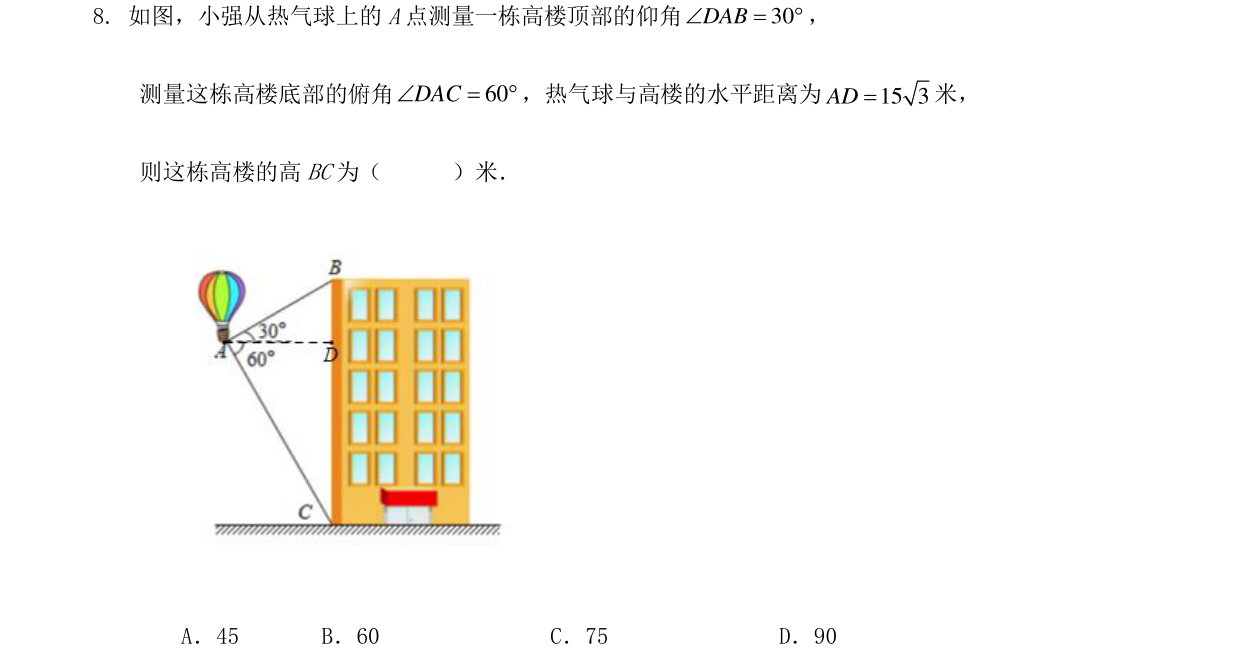 8. 如图，小强从热气球上的 A 点测量一栋高楼顶部的仰角∠DAB＝30°，
测量这栋高楼底部的俯角∠DAC＝60°，热气球与高楼的水平距离为 AD＝15√3 米，
则这栋高楼的高 BC 为（　　）米．
B
30°
A
D
60°
C
A. 45 B. 60 C. 75 D. 90